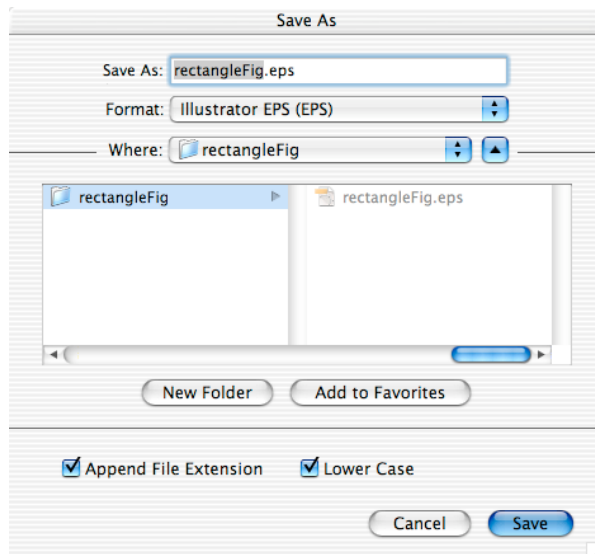 Save As
Save As: rectangleFig.eps
Format: Illustrator EPS (EPS)
Where: rectangleFig
rectangleFig rectangleFig.eps
New Folder Add to Favorites
Append File Extension Lower Case
Cancel Save